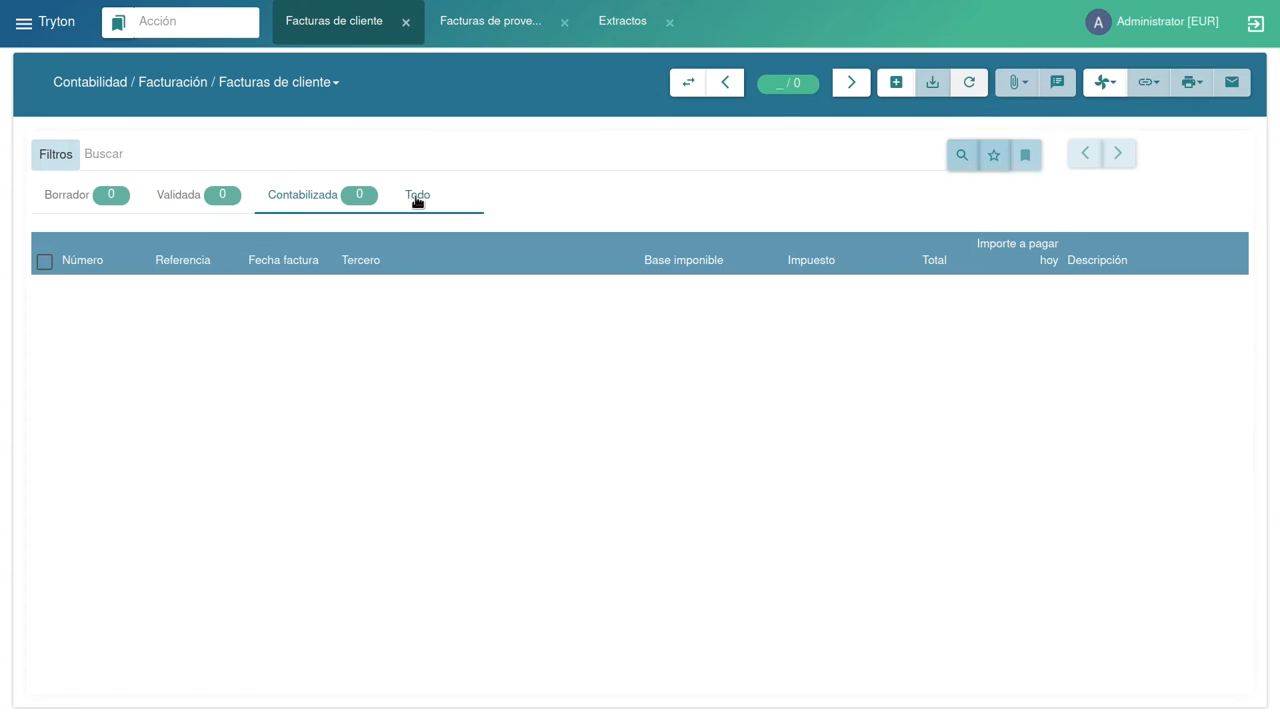 Tryton
Acción
Facturas de cliente
Facturas de prove...
Extractos
A
Administrator [EUR]
Contabilidad / Facturación / Facturas de cliente
_ / 0
Filtros
Buscar
Borrador 0
Validada 0
Contabilizada 0
Todo
Número
Referencia
Fecha factura
Tercero
Base imponible
Impuesto
Total
Importe a pagar
hoy
Descripción